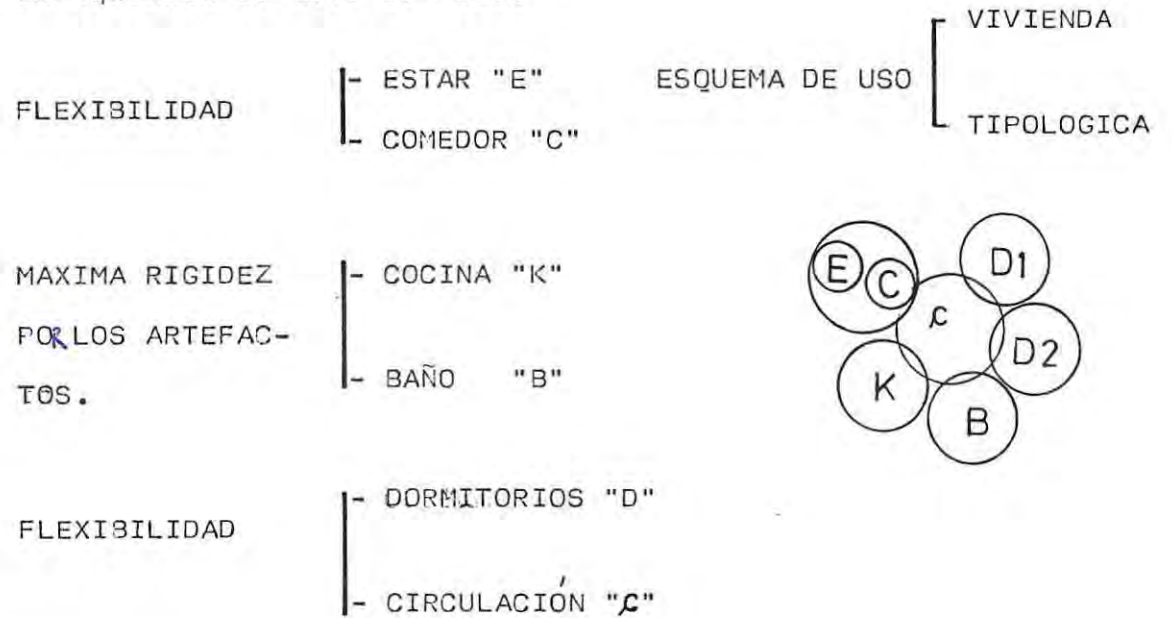 VIVIENDA
- ESTAR "E"
ESQUEMA DE USO
FLEXIBILIDAD
- COMEDOR "C"
TIPOLOGICA
MAXIMA RIGIDEZ
- COCINA "K"
POR LOS ARTEFAC-
TOS.
- BAÑO "B"
E
C
c
D1
D2
K
B
- DORMITORIOS "D"
FLEXIBILIDAD
- CIRCULACIÓN "c"